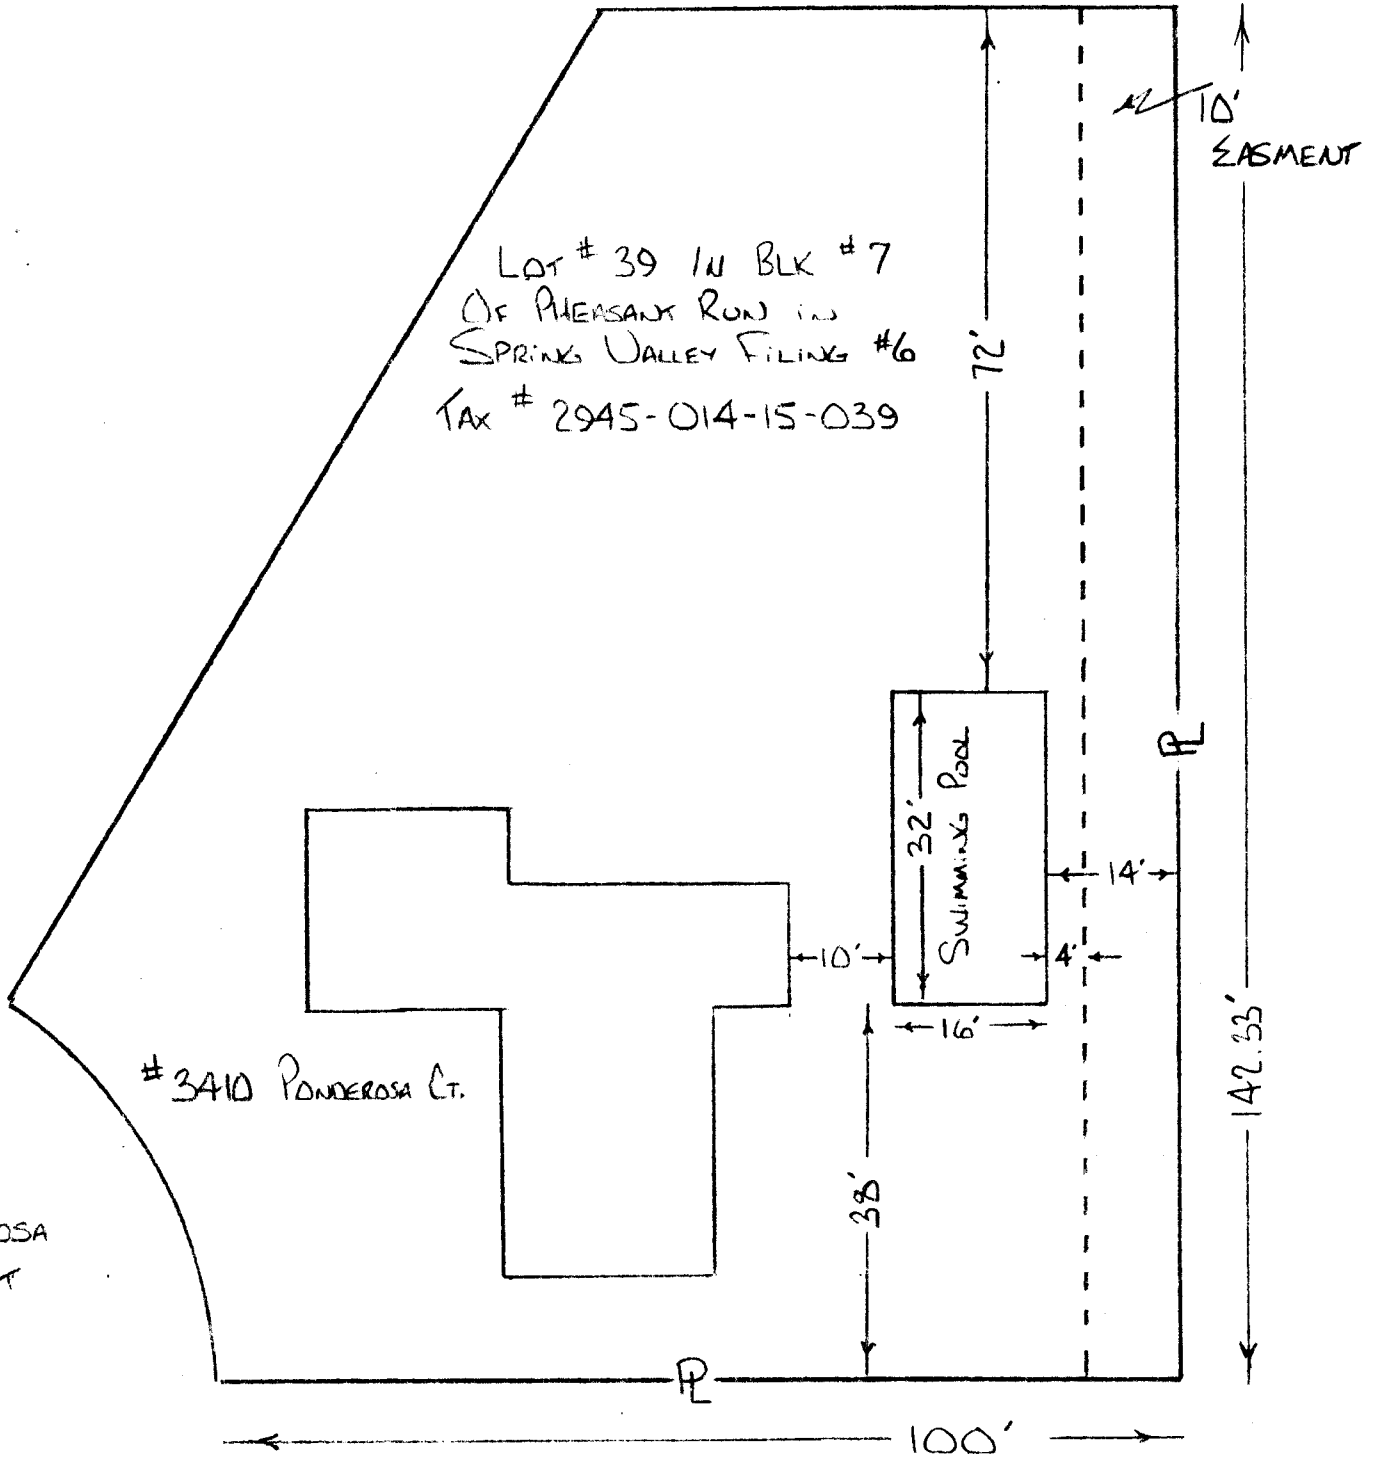 10'
EASMENT
LOT # 39 IN BLK #7
OF PHEASANT RUN IN
SPRING VALLEY FILING #6
TAX # 2945-014-15-039
72'
PL
32'
SWIMMING POOL
14'
10'
4'
16'
142.33'
#3410 PONDEROSA CT.
38'
OSA
T
PL
100'